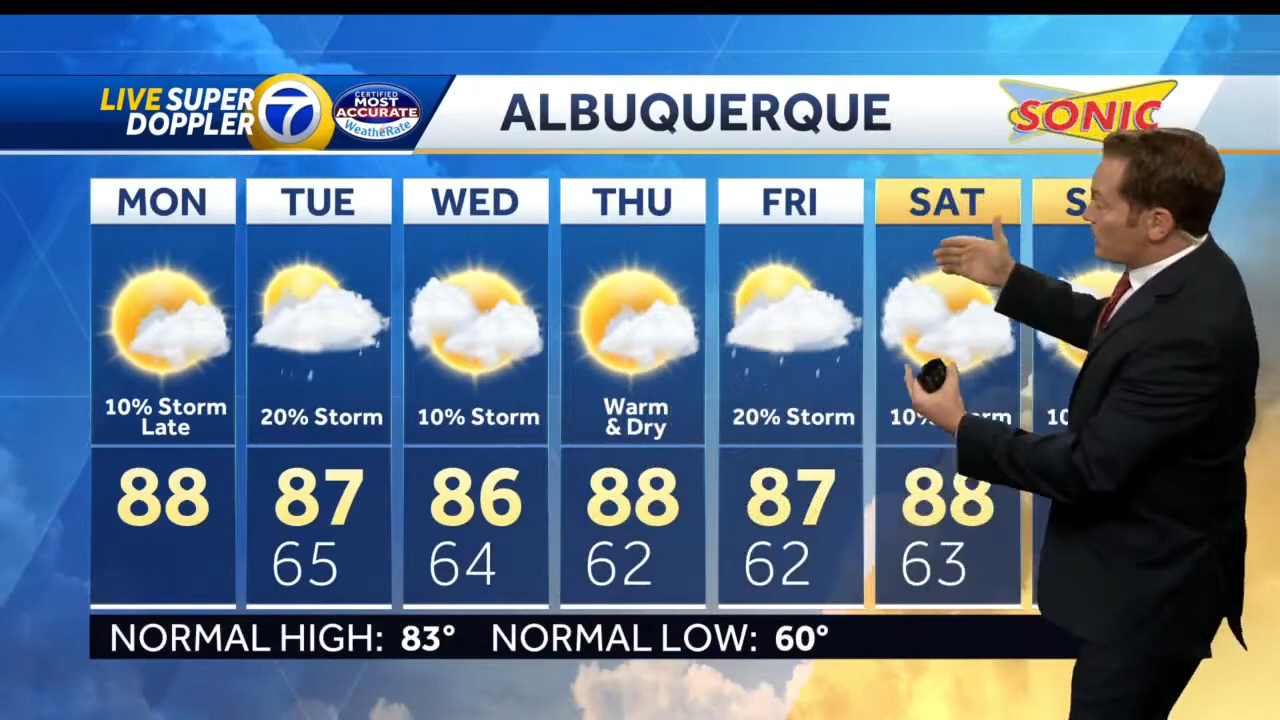 LIVE SUPER
DOPPLER
7
CERTIFIED
MOST
ACCURATE
WeatheRate
ALBUQUERQUE
SONIC
MON
TUE
WED
THU
FRI
SAT
10% Storm
Late
20% Storm
10% Storm
Warm
& Dry
20% Storm
10%
88
87
86
88
87
88
65
64
62
62
63
NORMAL HIGH: 83° NORMAL LOW: 60°